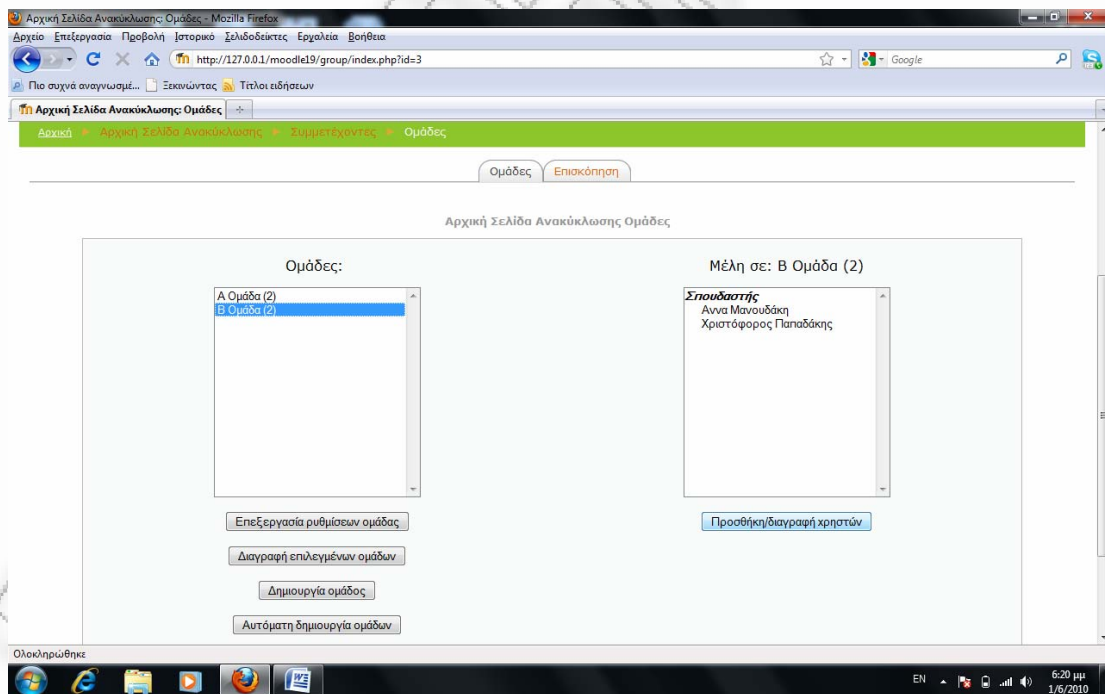 Αρχική Σελίδα Ανακύκλωσης: Ομάδες - Mozilla Firefox
Αρχείο Επεξεργασία Προβολή Ιστορικό Σελιδοδείκτες Εργαλεία Βοήθεια
http://127.0.0.1/moodle19/group/index.php?id=3 Google
Πιο συχνά αναγνωσμέ... Ξεκινώντας Τίτλοι ειδήσεων
Αρχική Σελίδα Ανακύκλωσης: Ομάδες
Αρχική Αρχική Σελίδα Ανακύκλωσης Συμμετέχοντες Ομάδες
Ομάδες Επισκόπηση
Αρχική Σελίδα Ανακύκλωσης Ομάδες
Ομάδες: Μέλη σε: Β Ομάδα (2)
Α Ομάδα (2) Σπουδαστής
Β Ομάδα (2) Αννα Μανουδάκη
Χριστόφορος Παπαδάκης
Επεξεργασία ρυθμίσεων ομάδας Προσθήκη/διαγραφή χρηστών
Διαγραφή επιλεγμένων ομάδων
Δημιουργία ομάδος
Αυτόματη δημιουργία ομάδων
Ολοκληρώθηκε
EN 6:20 μμ
1/6/2010